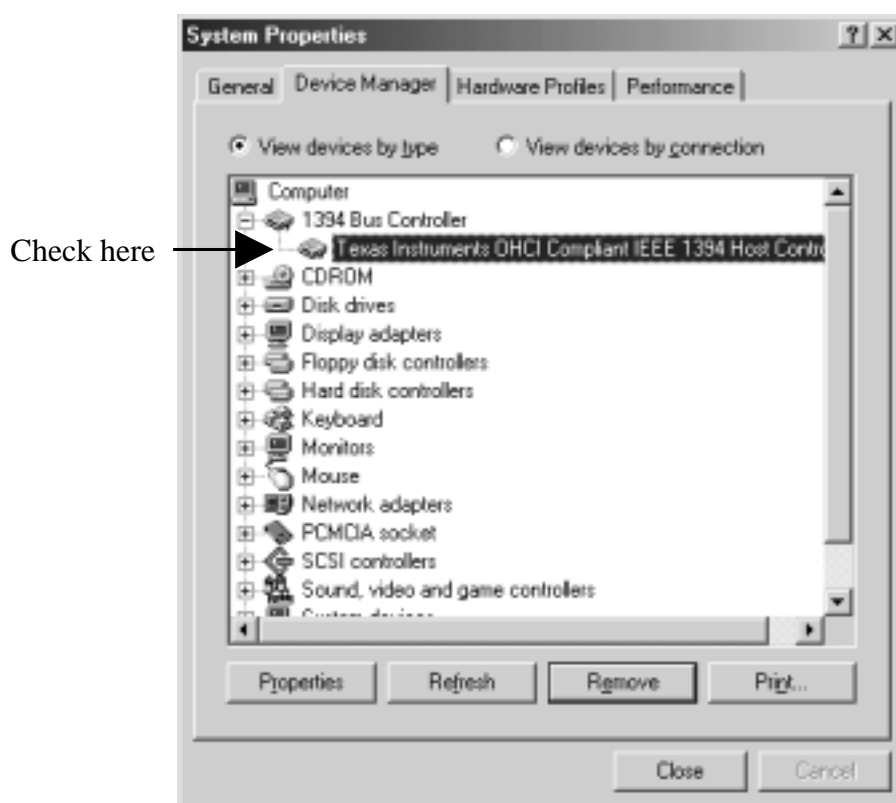 System Properties
General Device Manager Hardware Profiles Performance
View devices by type View devices by connection
Computer
1394 Bus Controller
Check here
Texas Instruments OHCI Compliant IEEE 1394 Host Contro
CDROM
Disk drives
Display adapters
Floppy disk controllers
Hard disk controllers
Keyboard
Monitors
Mouse
Network adapters
PCMCIA socket
SCSI controllers
Sound, video and game controllers
System devices
Properties Refresh Remove Print...
Close Cancel